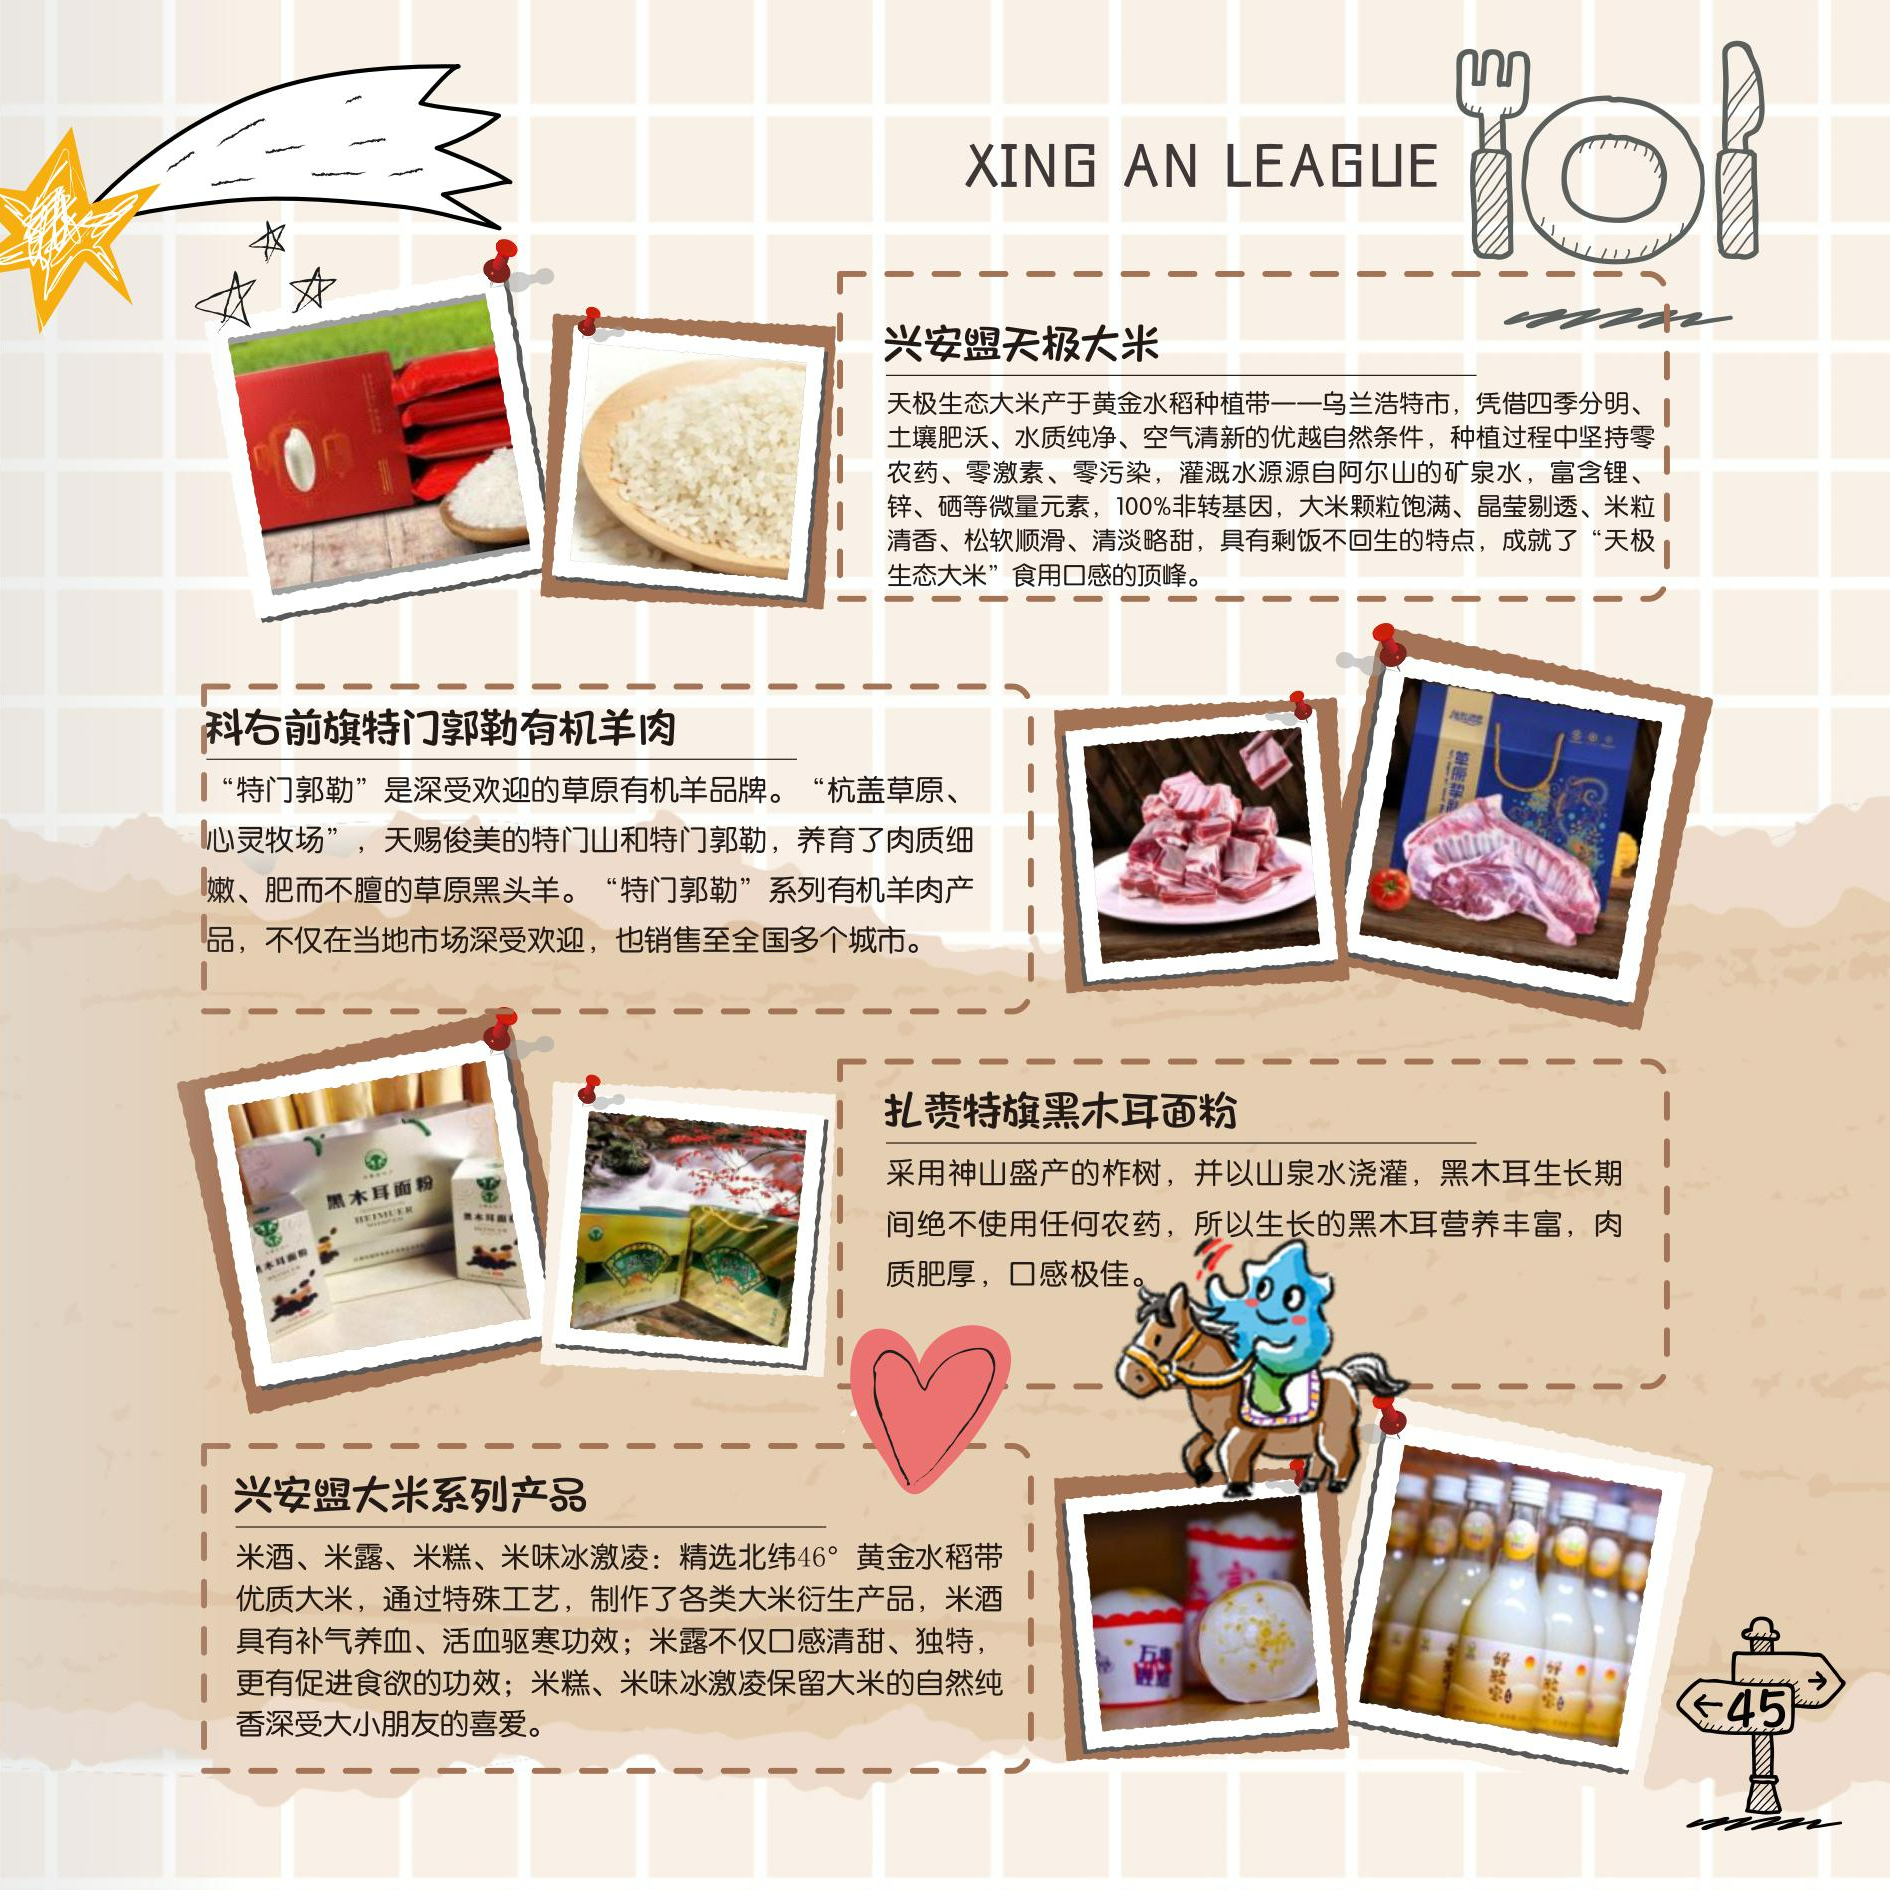 XING AN LEAGUE
兴安盟天极大米
天极生态大米产于黄金水稻种植带——乌兰浩特市，凭借四季分明、
土壤肥沃、水质纯净、空气清新的优越自然条件，种植过程中坚持零
农药、零激素、零污染，灌溉水源源自阿尔山的矿泉水，富含锂、
锌、硒等微量元素，100%非转基因，大米颗粒饱满、晶莹剔透、米粒
清香、松软顺滑、清淡略甜，具有剩饭不回生的特点，成就了“天极
生态大米”食用口感的顶峰。
科右前旗特门郭勒有机羊肉
“特门郭勒”是深受欢迎的草原有机羊品牌。“杭盖草原、
心灵牧场”，天赐俊美的特门山和特门郭勒，养育了肉质细
嫩、肥而不膻的草原黑头羊。“特门郭勒”系列有机羊肉产
品，不仅在当地市场深受欢迎，也销售至全国多个城市。
扎赉特旗黑木耳面粉
采用神山盛产的柞树，并以山泉水浇灌，黑木耳生长期
间绝不使用任何农药，所以生长的黑木耳营养丰富，肉
质肥厚，口感极佳。
黑木耳面粉
HEIMUER
兴安盟大米系列产品
米酒、米露、米糕、米味冰激凌：精选北纬46°黄金水稻带
优质大米，通过特殊工艺，制作了各类大米衍生产品，米酒
具有补气养血、活血驱寒功效；米露不仅口感清甜、独特，
更有促进食欲的功效；米糕、米味冰激凌保留大米的自然纯
香深受大小朋友的喜爱。
45